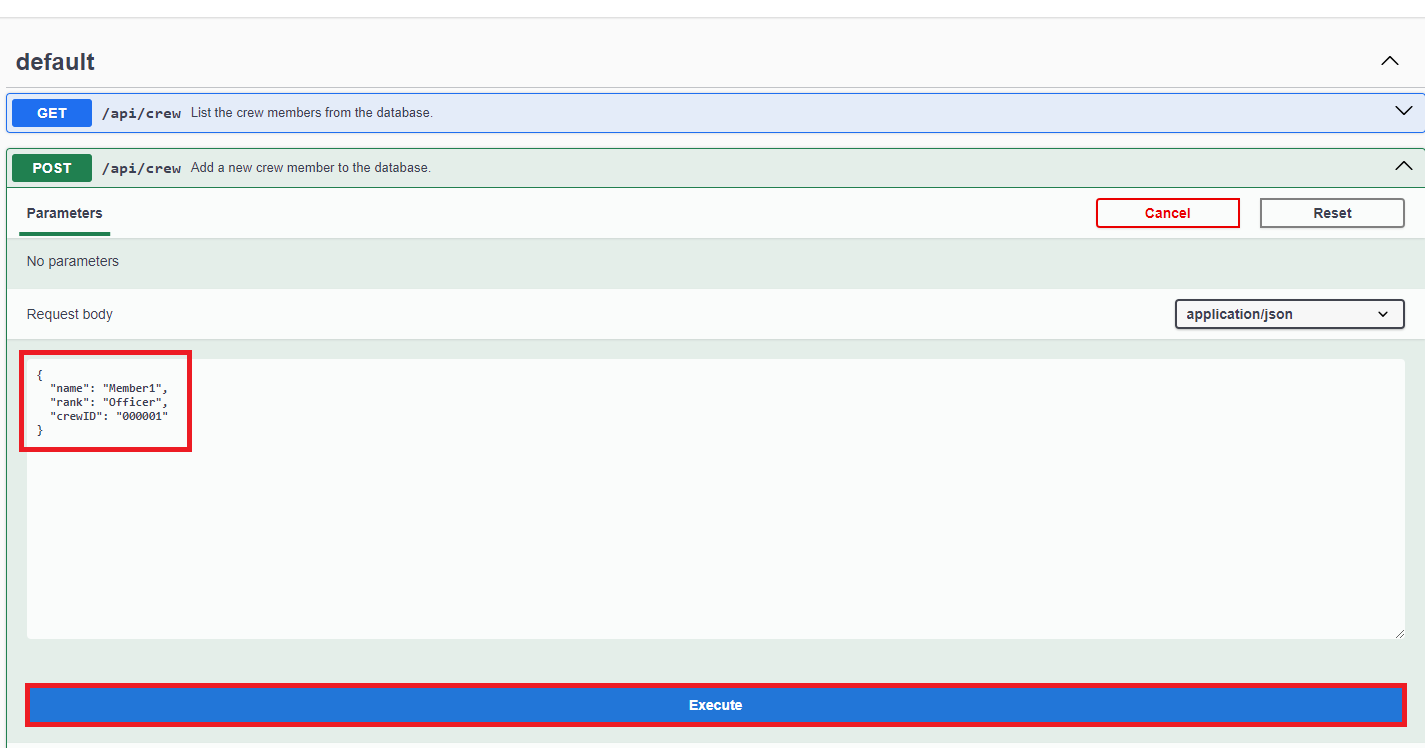 default
GET /api/crew List the crew members from the database.
POST /api/crew Add a new crew member to the database.
Parameters Cancel Reset
No parameters
Request body application/json
{
  "name": "Member1",
  "rank": "Officer",
  "crewID": "000001"
}
Execute